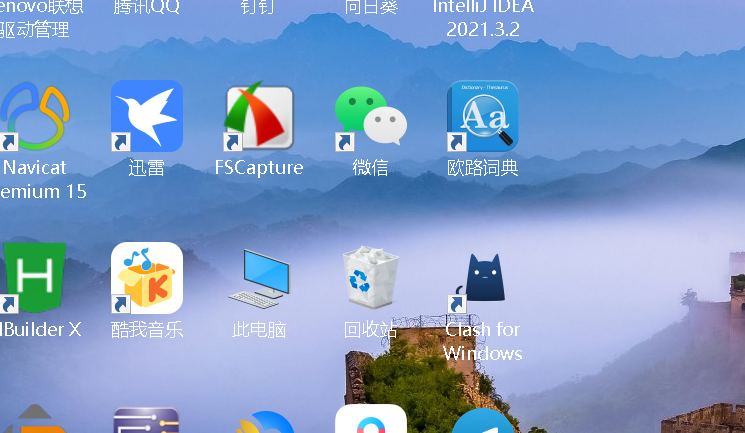 enovo联想 腾讯QQ 钉钉 向日葵 IntelliJ IDEA
驱动管理 2021.3.2
Dictionary · Thesaurus
Aa
Navicat 迅雷 FSCapture 微信 欧路词典
emium 15
H
K
lBuilder X 酷我音乐 此电脑 回收站 Clash for
Windows